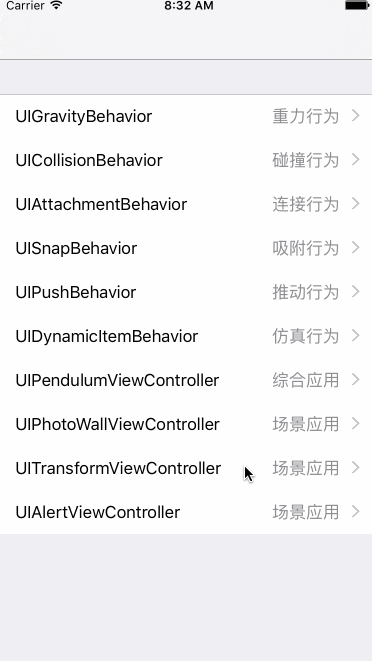 Carrier 8:32 AM
UIGravityBehavior 重力行为
UICollisionBehavior 碰撞行为
UIAttachmentBehavior 连接行为
UISnapBehavior 吸附行为
UIPushBehavior 推动行为
UIDynamicItemBehavior 仿真行为
UIPendulumViewController 综合应用
UIPhotoWallViewController 场景应用
UITransformViewController 场景应用
UIAlertViewController 场景应用